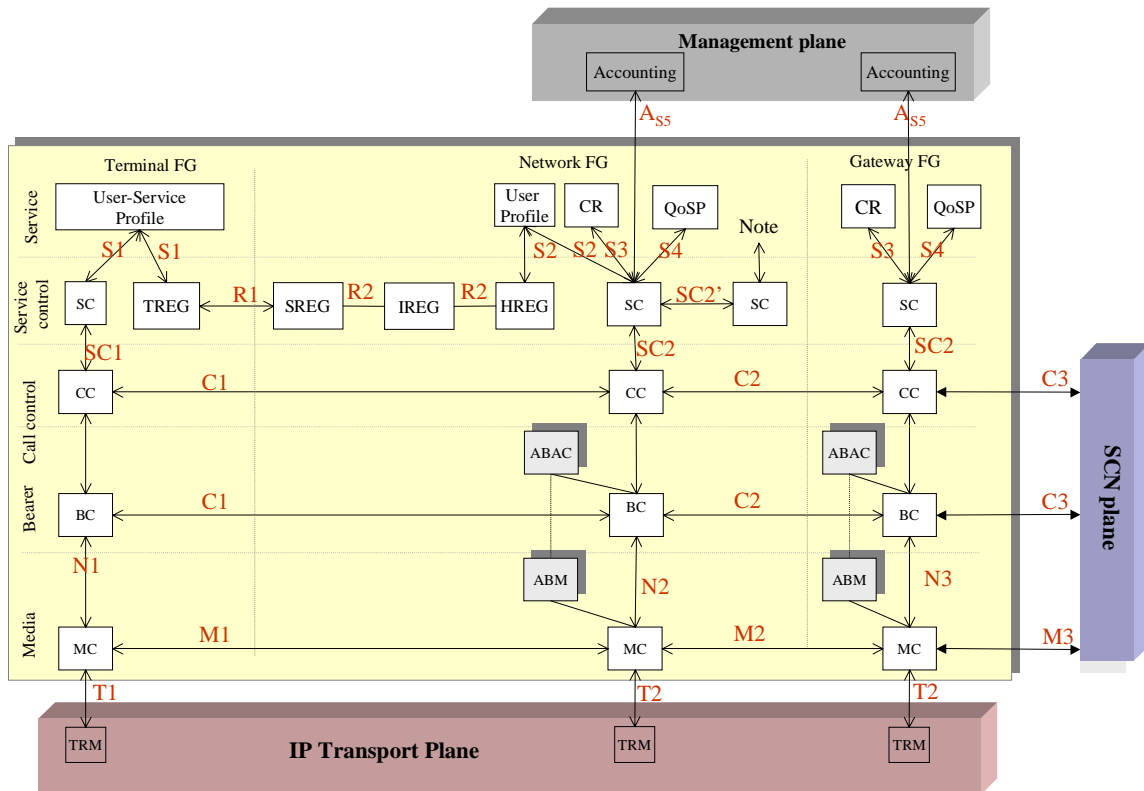 Management plane
Accounting
Accounting
AS5
AS5
Terminal FG
Network FG
Gateway FG
Service
User-Service
Profile
User
Profile
CR
QoSP
Note
CR
QoSP
S1
S1
S2
S2
S3
S4
S3
S4
Service
control
SC
TREG
R1
SREG
R2
IREG
R2
HREG
SC
SC2’
SC
SC
SC1
SC2
SC2
Call control
CC
C1
CC
C2
CC
C3
ABAC
ABAC
Bearer
BC
C1
BC
C2
BC
C3
SCN plane
N1
ABM
N2
ABM
N3
Media
MC
M1
MC
M2
MC
M3
T1
T2
T2
TRM
IP Transport Plane
TRM
TRM